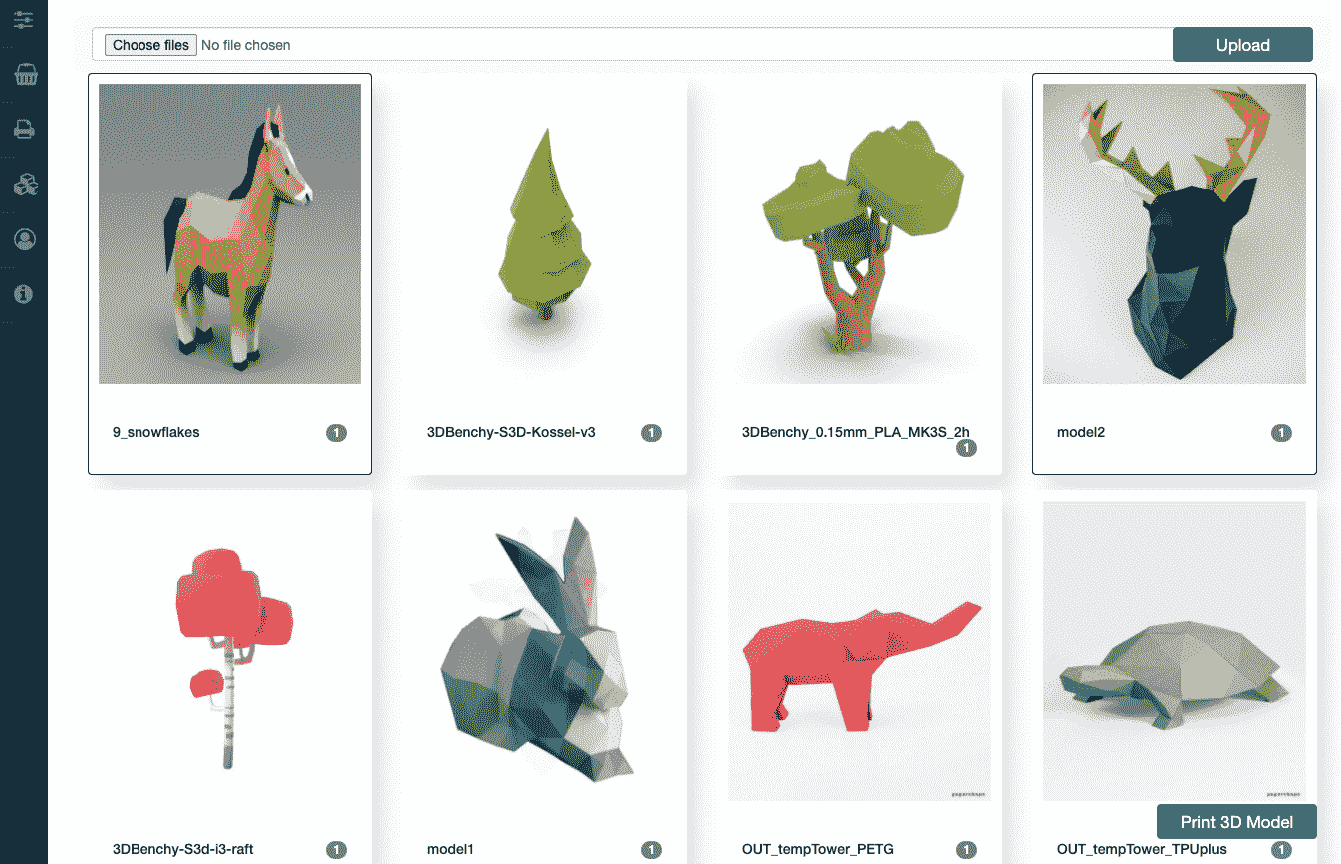 Choose files No file chosen
Upload
9_snowflakes 1
3DBenchy-S3D-Kossel-v3 1
3DBenchy_0.15mm_PLA_MK3S_2h
1
model2 1
3DBenchy-S3d-i3-raft 1
model1 1
OUT_tempTower_PETG 1
Print 3D Model
OUT_tempTower_TPUplus 1